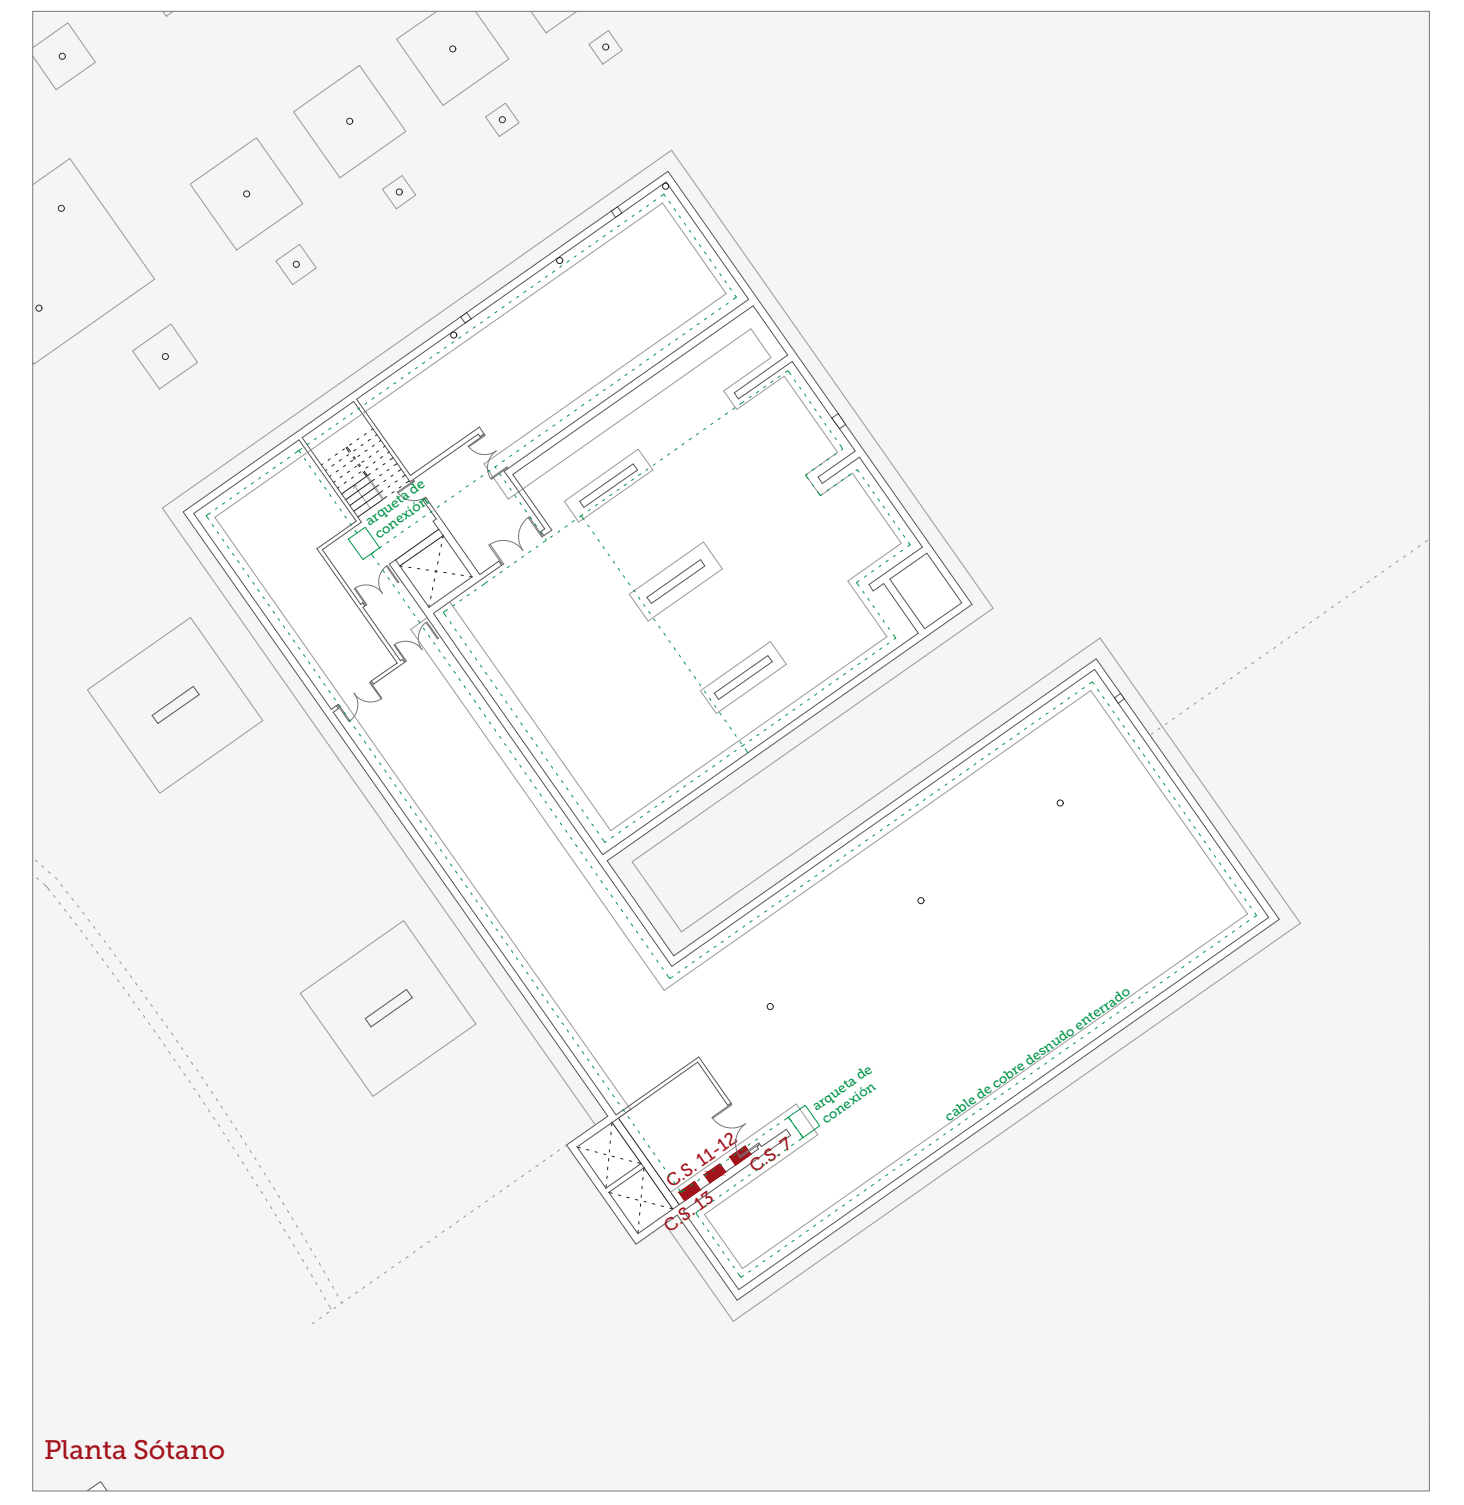 arqueta de
conexión
cable de cobre desnudo enterrado
arqueta de
conexión
C.S. 11-12
C.S. 7
C.S. 13
Planta Sótano